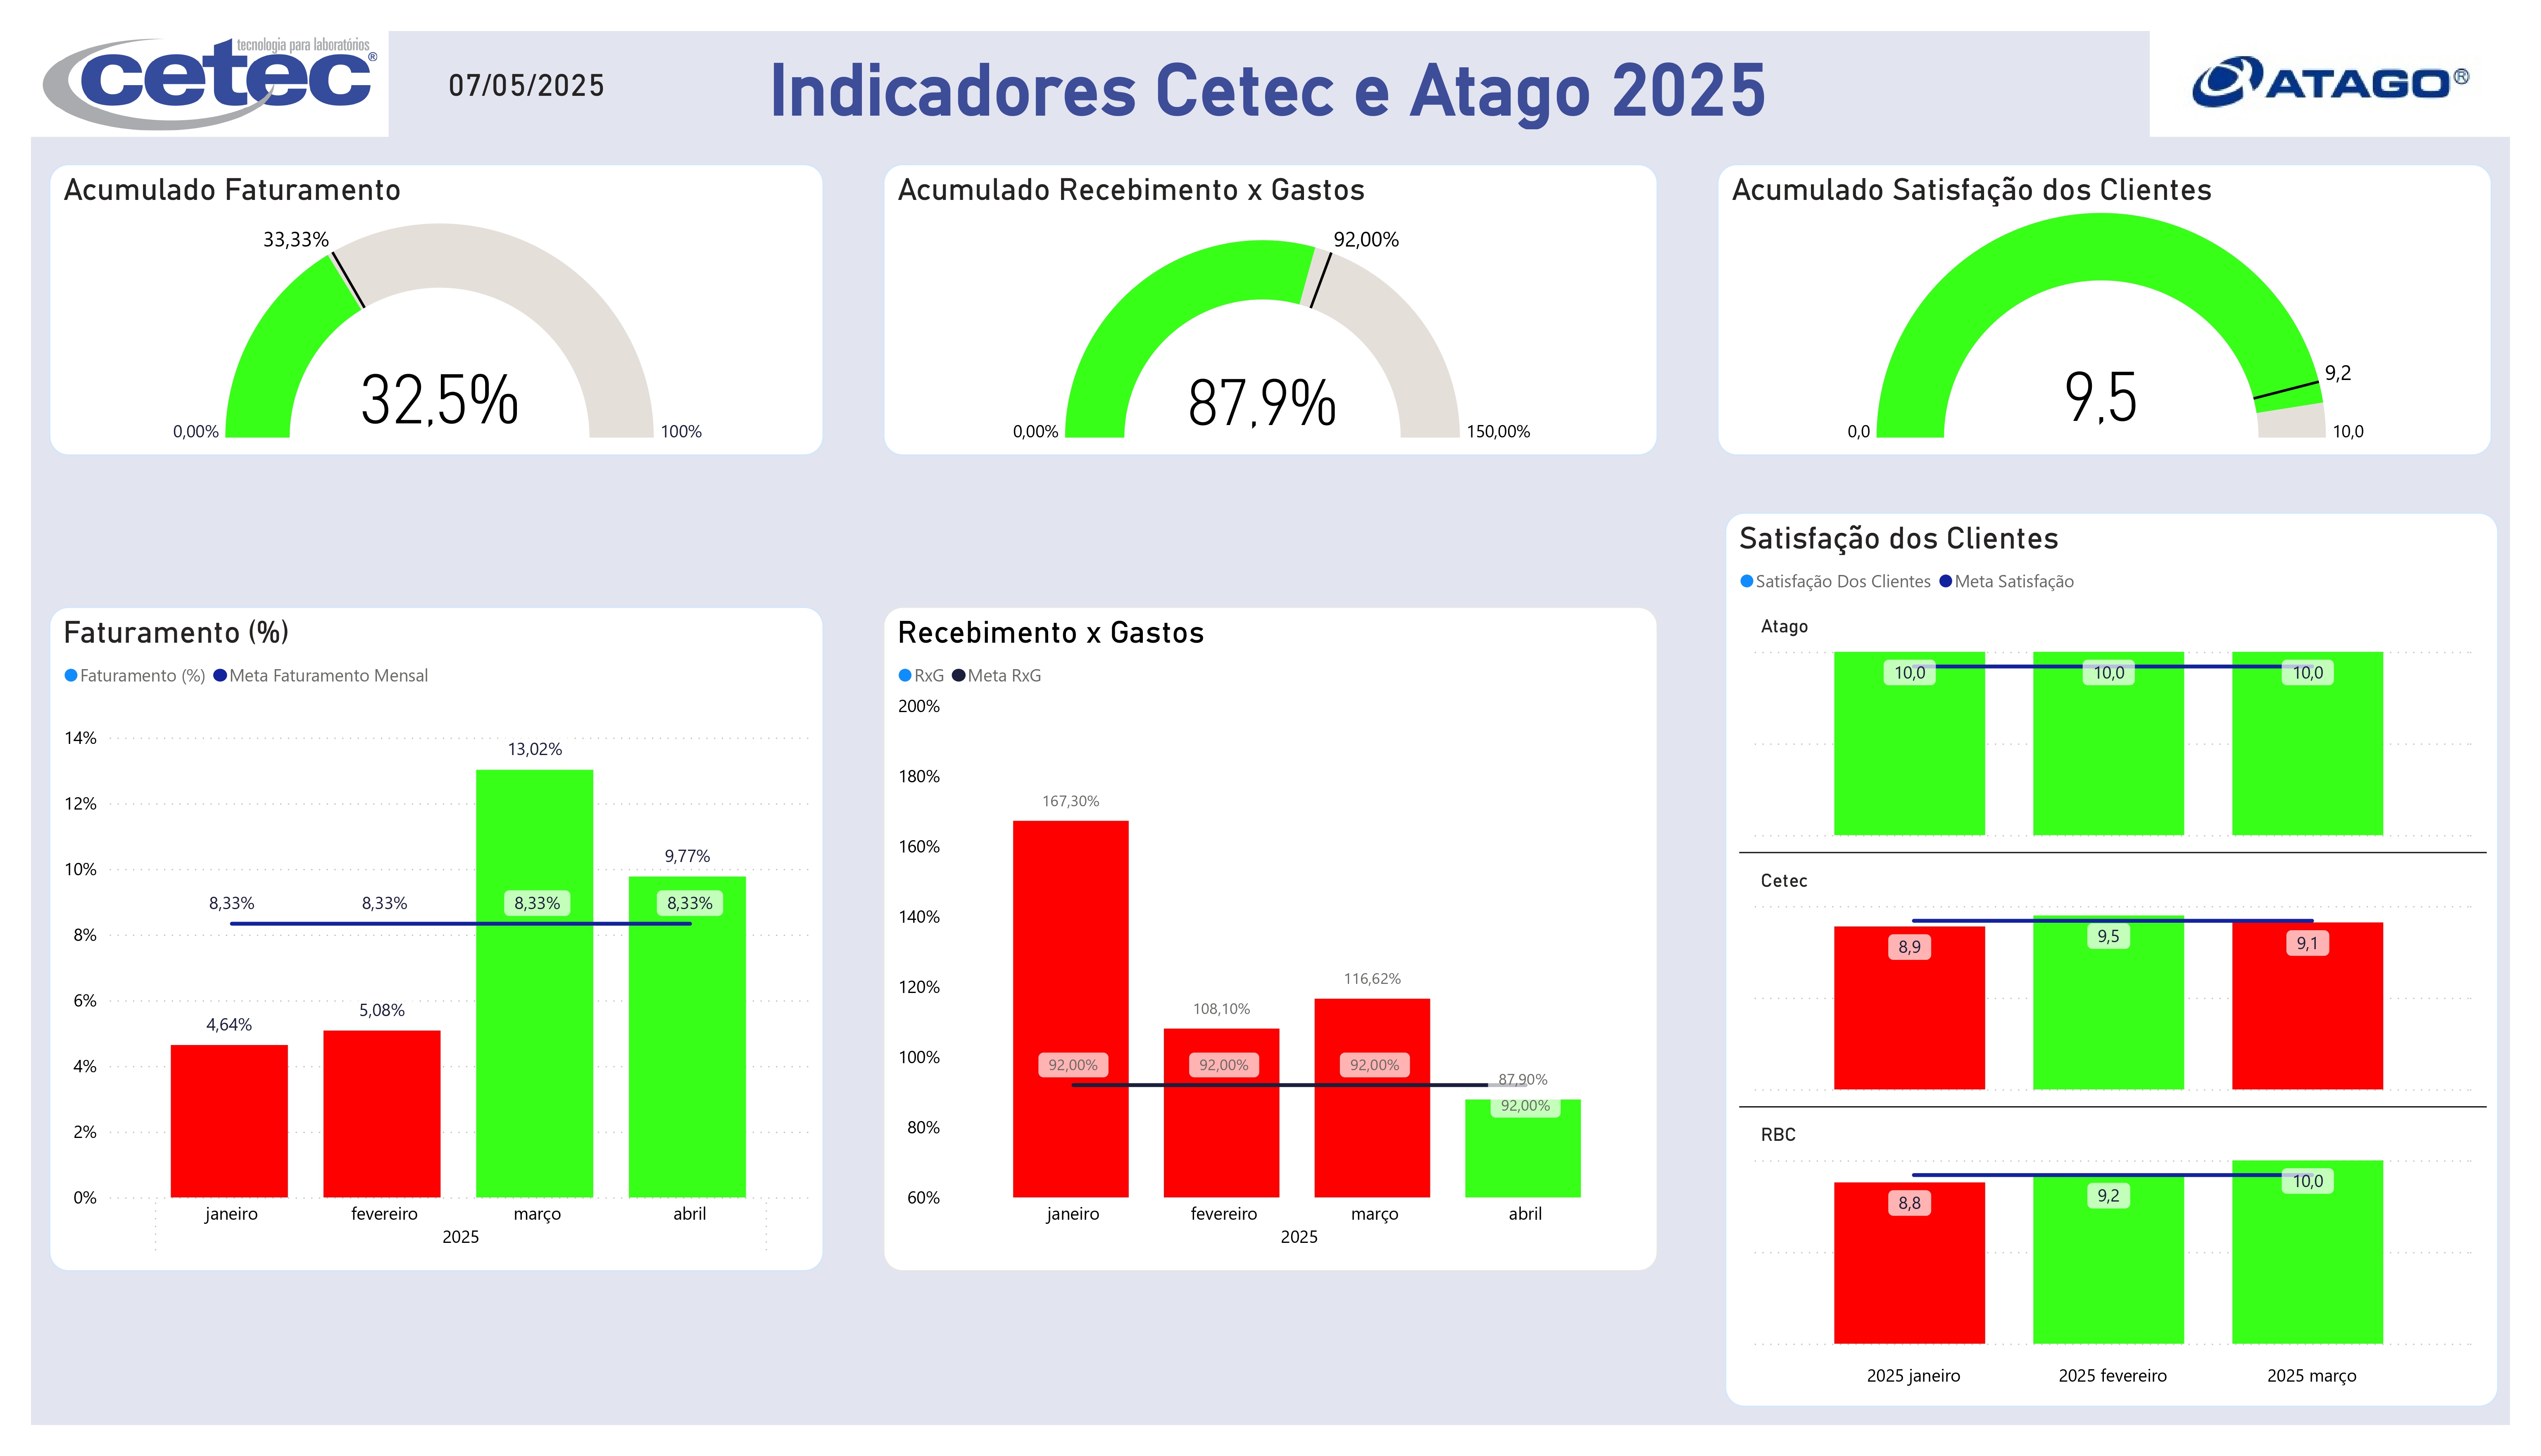 tecnologia para laboratórios
cetec®
07/05/2025
Indicadores Cetec e Atago 2025
ATAGO®
Acumulado Faturamento
33,33%
32,5%
0,00%
100%
Acumulado Recebimento x Gastos
92,00%
87,9%
0,00%
150,00%
Acumulado Satisfação dos Clientes
9,2
9,5
0,0
10,0
Faturamento (%)
Faturamento (%) Meta Faturamento Mensal
14%
12%
10%
8%
6%
4%
2%
0%
13,02%
9,77%
8,33% 8,33% 8,33% 8,33%
5,08%
4,64%
janeiro fevereiro março abril
2025
Recebimento x Gastos
RxG Meta RxG
200%
180%
160%
140%
120%
100%
80%
60%
167,30%
116,62%
108,10%
92,00% 92,00% 92,00%
87,90%
92,00%
janeiro fevereiro março abril
2025
Satisfação dos Clientes
Satisfação Dos Clientes Meta Satisfação
Atago
10,0 10,0 10,0
Cetec
8,9 9,5 9,1
RBC
8,8 9,2 10,0
2025 janeiro 2025 fevereiro 2025 março